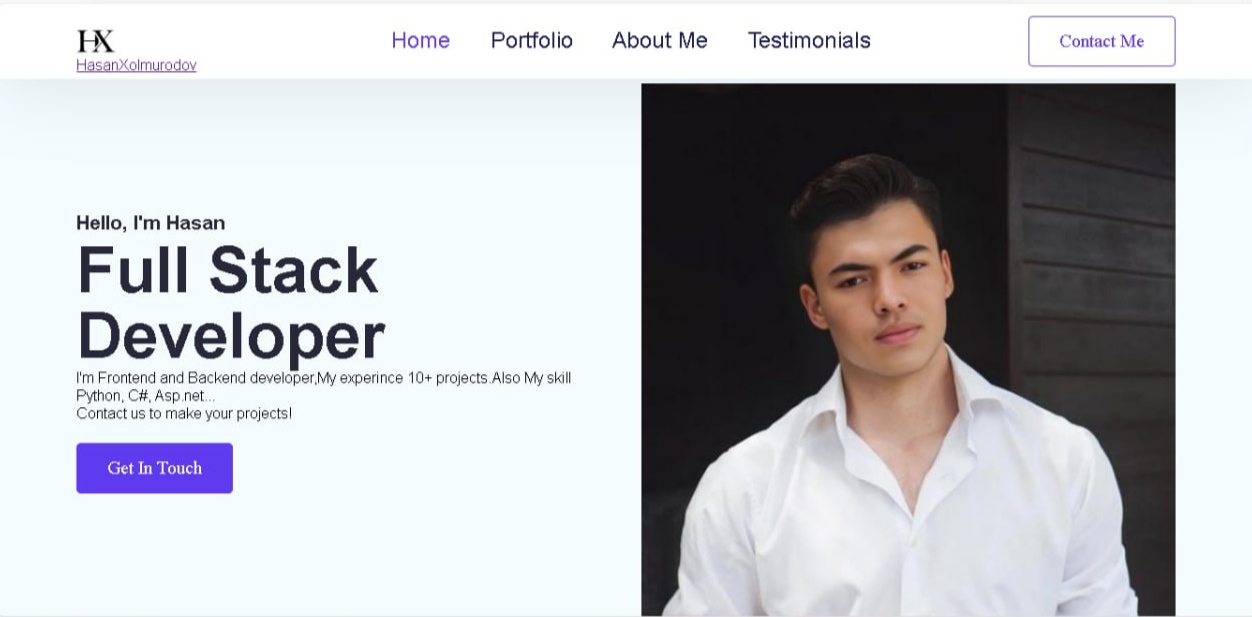 HX
HasanXolmurodov
Home Portfolio About Me Testimonials
Contact Me
Hello, I'm Hasan
Full Stack
Developer
I'm Frontend and Backend developer,My experince 10+ projects.Also My skill
Python, C#, Asp.net...
Contact us to make your projects!
Get In Touch